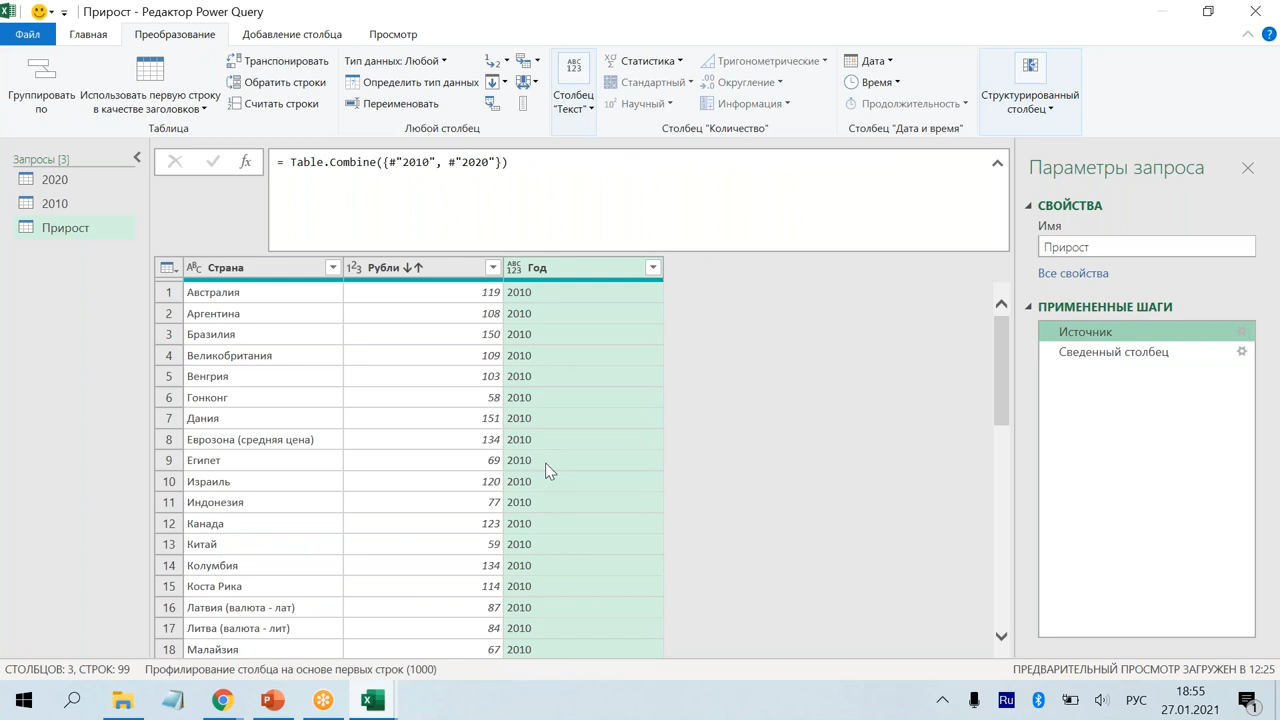 Прирост - Редактор Power Query
Файл
Главная
Преобразование
Добавление столбца
Просмотр
Группировать
по
Использовать первую строку
в качестве заголовков
Транспонировать
Обратить строки
Считать строки
Таблица
Тип данных: Любой
Определить тип данных
Переименовать
Любой столбец
Столбец
"Текст"
Статистика
Стандартный
Научный
Тригонометрические
Округление
Информация
Столбец "Количество"
Дата
Время
Продолжительность
Столбец "Дата и время"
Структурированный
столбец
Запросы [3]
2020
2010
Прирост
fx
= Table.Combine({#"2010", #"2020"})
Страна
Рубли
Год
1 Австралия 119 2010
2 Аргентина 108 2010
3 Бразилия 150 2010
4 Великобритания 109 2010
5 Венгрия 103 2010
6 Гонконг 58 2010
7 Дания 151 2010
8 Еврозона (средняя цена) 134 2010
9 Египет 69 2010
10 Израиль 120 2010
11 Индонезия 77 2010
12 Канада 123 2010
13 Китай 59 2010
14 Колумбия 134 2010
15 Коста Рика 114 2010
16 Латвия (валюта - лат) 87 2010
17 Литва (валюта - лит) 84 2010
18 Малайзия 67 2010
Параметры запроса
СВОЙСТВА
Имя
Прирост
Все свойства
ПРИМЕНЕННЫЕ ШАГИ
Источник
Сведенный столбец
СТОЛБЦОВ: 3, СТРОК: 99
Профилирование столбца на основе первых строк (1000)
ПРЕДВАРИТЕЛЬНЫЙ ПРОСМОТР ЗАГРУЖЕН В 12:25
Ru
РУС
18:55
27.01.2021